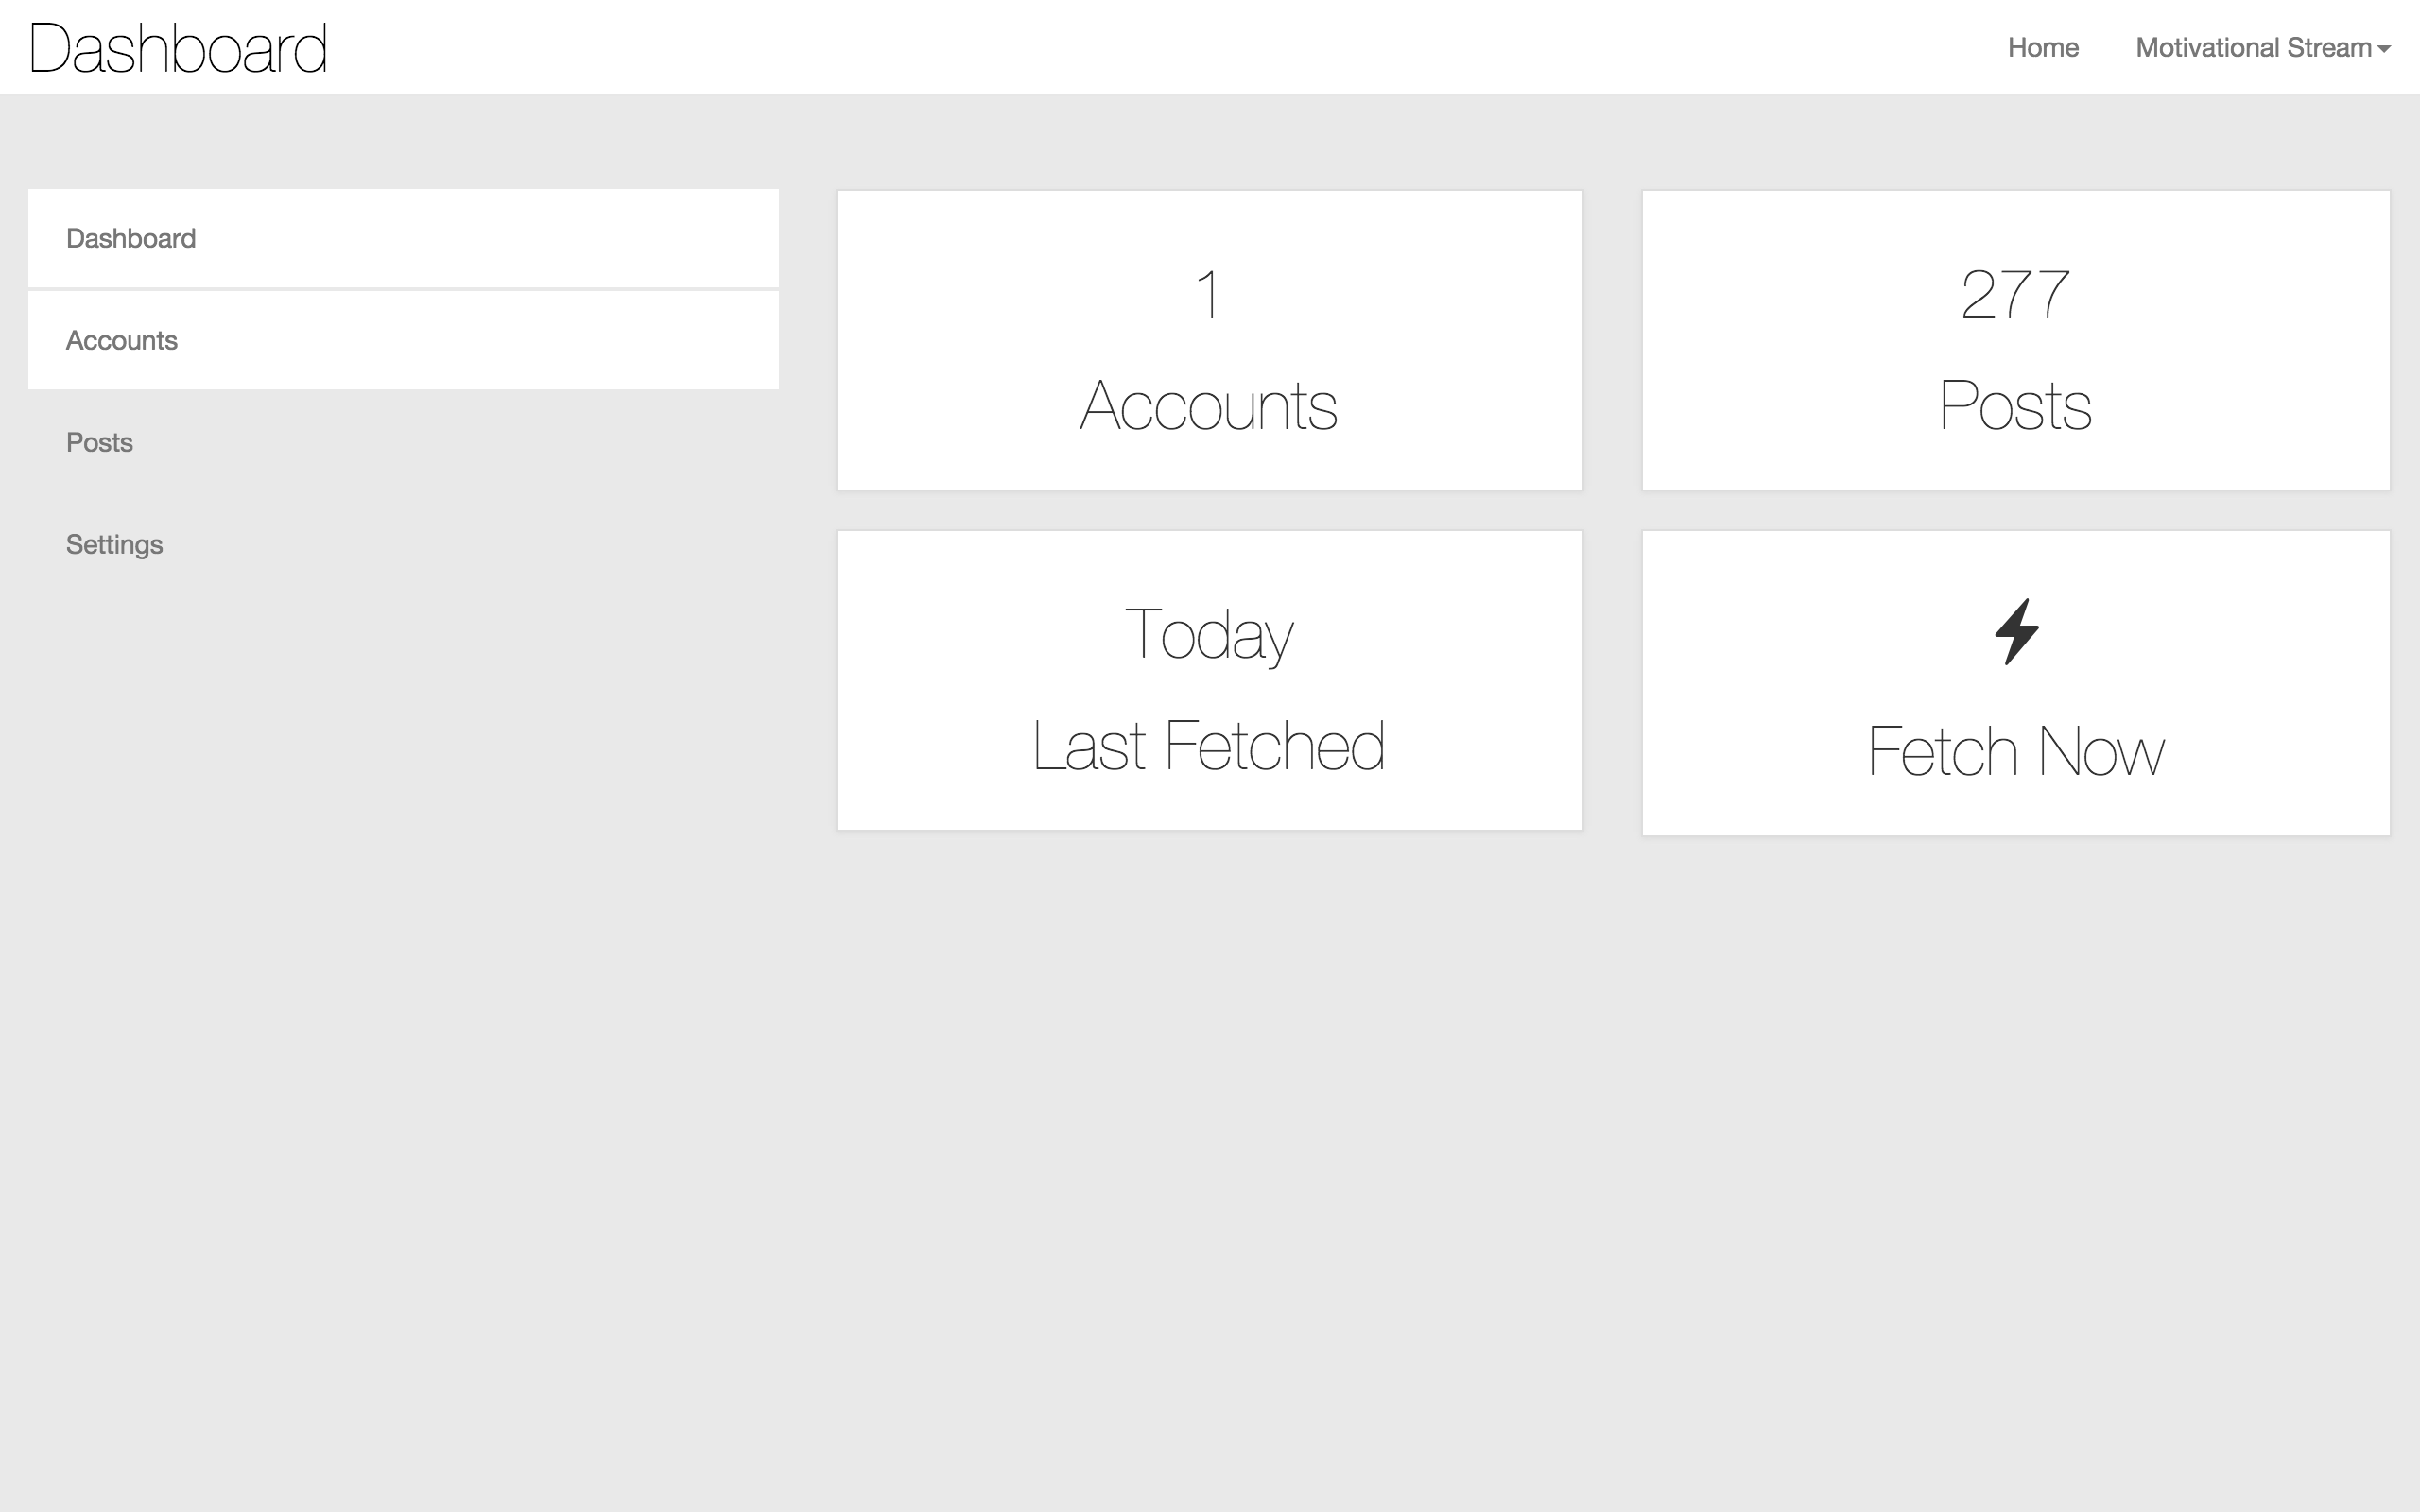 Dashboard
Home
Motivational Stream
Dashboard
Accounts
Posts
Settings
1
Accounts
277
Posts
Today
Last Fetched
Fetch Now